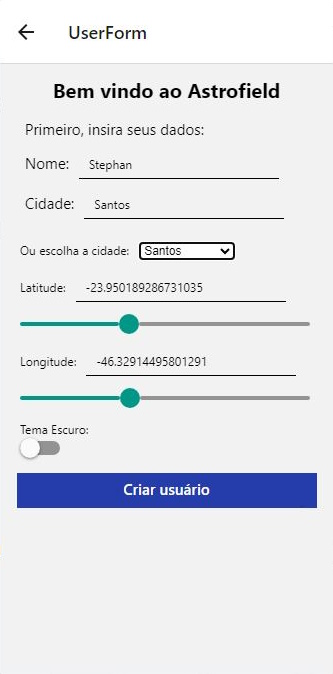 UserForm
Bem vindo ao Astrofield
Primeiro, insira seus dados:
Nome: Stephan
Cidade: Santos
Ou escolha a cidade: Santos
Latitude: -23.950189286731035
Longitude: -46.32914495801291
Tema Escuro:
Criar usuário